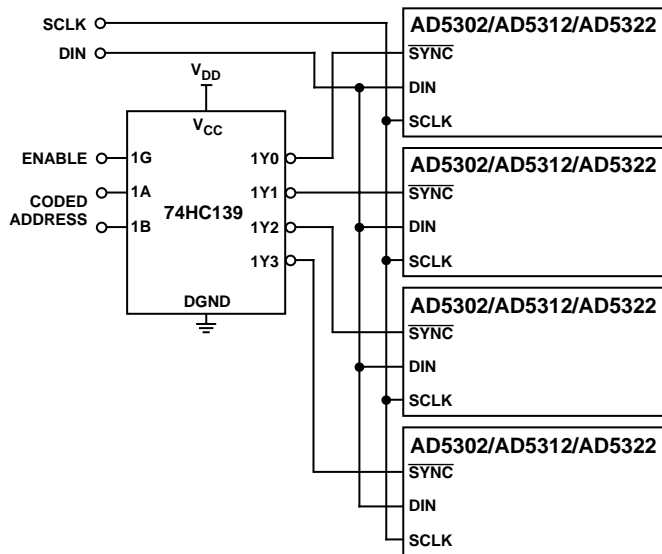 SCLK
DIN
V_DD
V_CC
ENABLE
CODED
ADDRESS
1G
1A
1B
74HC139
1Y0
1Y1
1Y2
1Y3
DGND
AD5302/AD5312/AD5322
SYNC
DIN
SCLK
AD5302/AD5312/AD5322
SYNC
DIN
SCLK
AD5302/AD5312/AD5322
SYNC
DIN
SCLK
AD5302/AD5312/AD5322
SYNC
DIN
SCLK